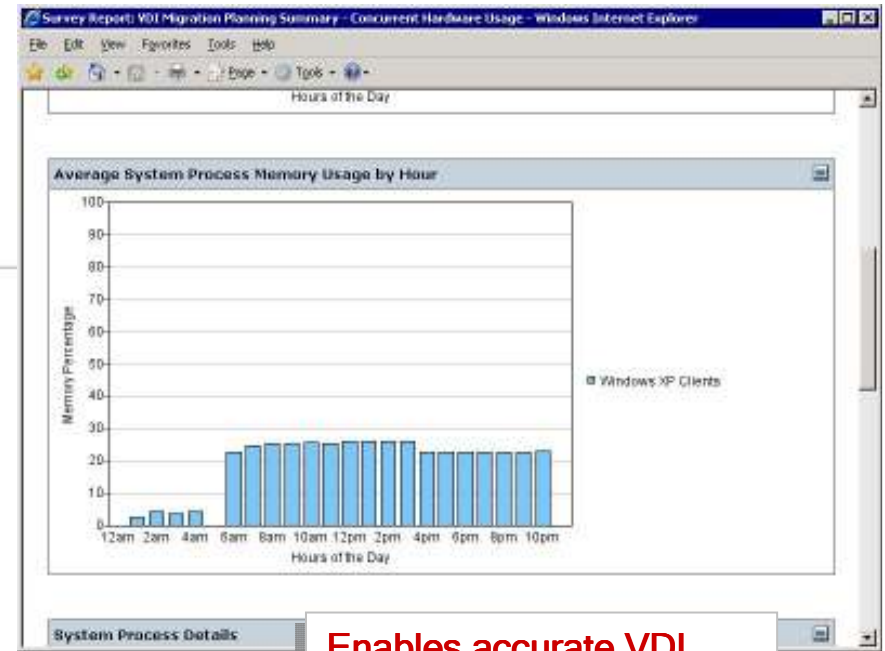 Survey Report: VDI Migration Planning Summary - Concurrent Hardware Usage - Windows Internet Explorer
File Edit View Favorites Tools Help
Page Tools
Hours of the Day
Average System Process Memory Usage by Hour
100
90
80
70
60
50
40
30
20
10
0
Memory Percentage
Windows XP Clients
12am 2am 4am 6am 8am 10am 12pm 2pm 4pm 6pm 8pm 10pm
Hours of the Day
System Process Details
Enables accurate VDI